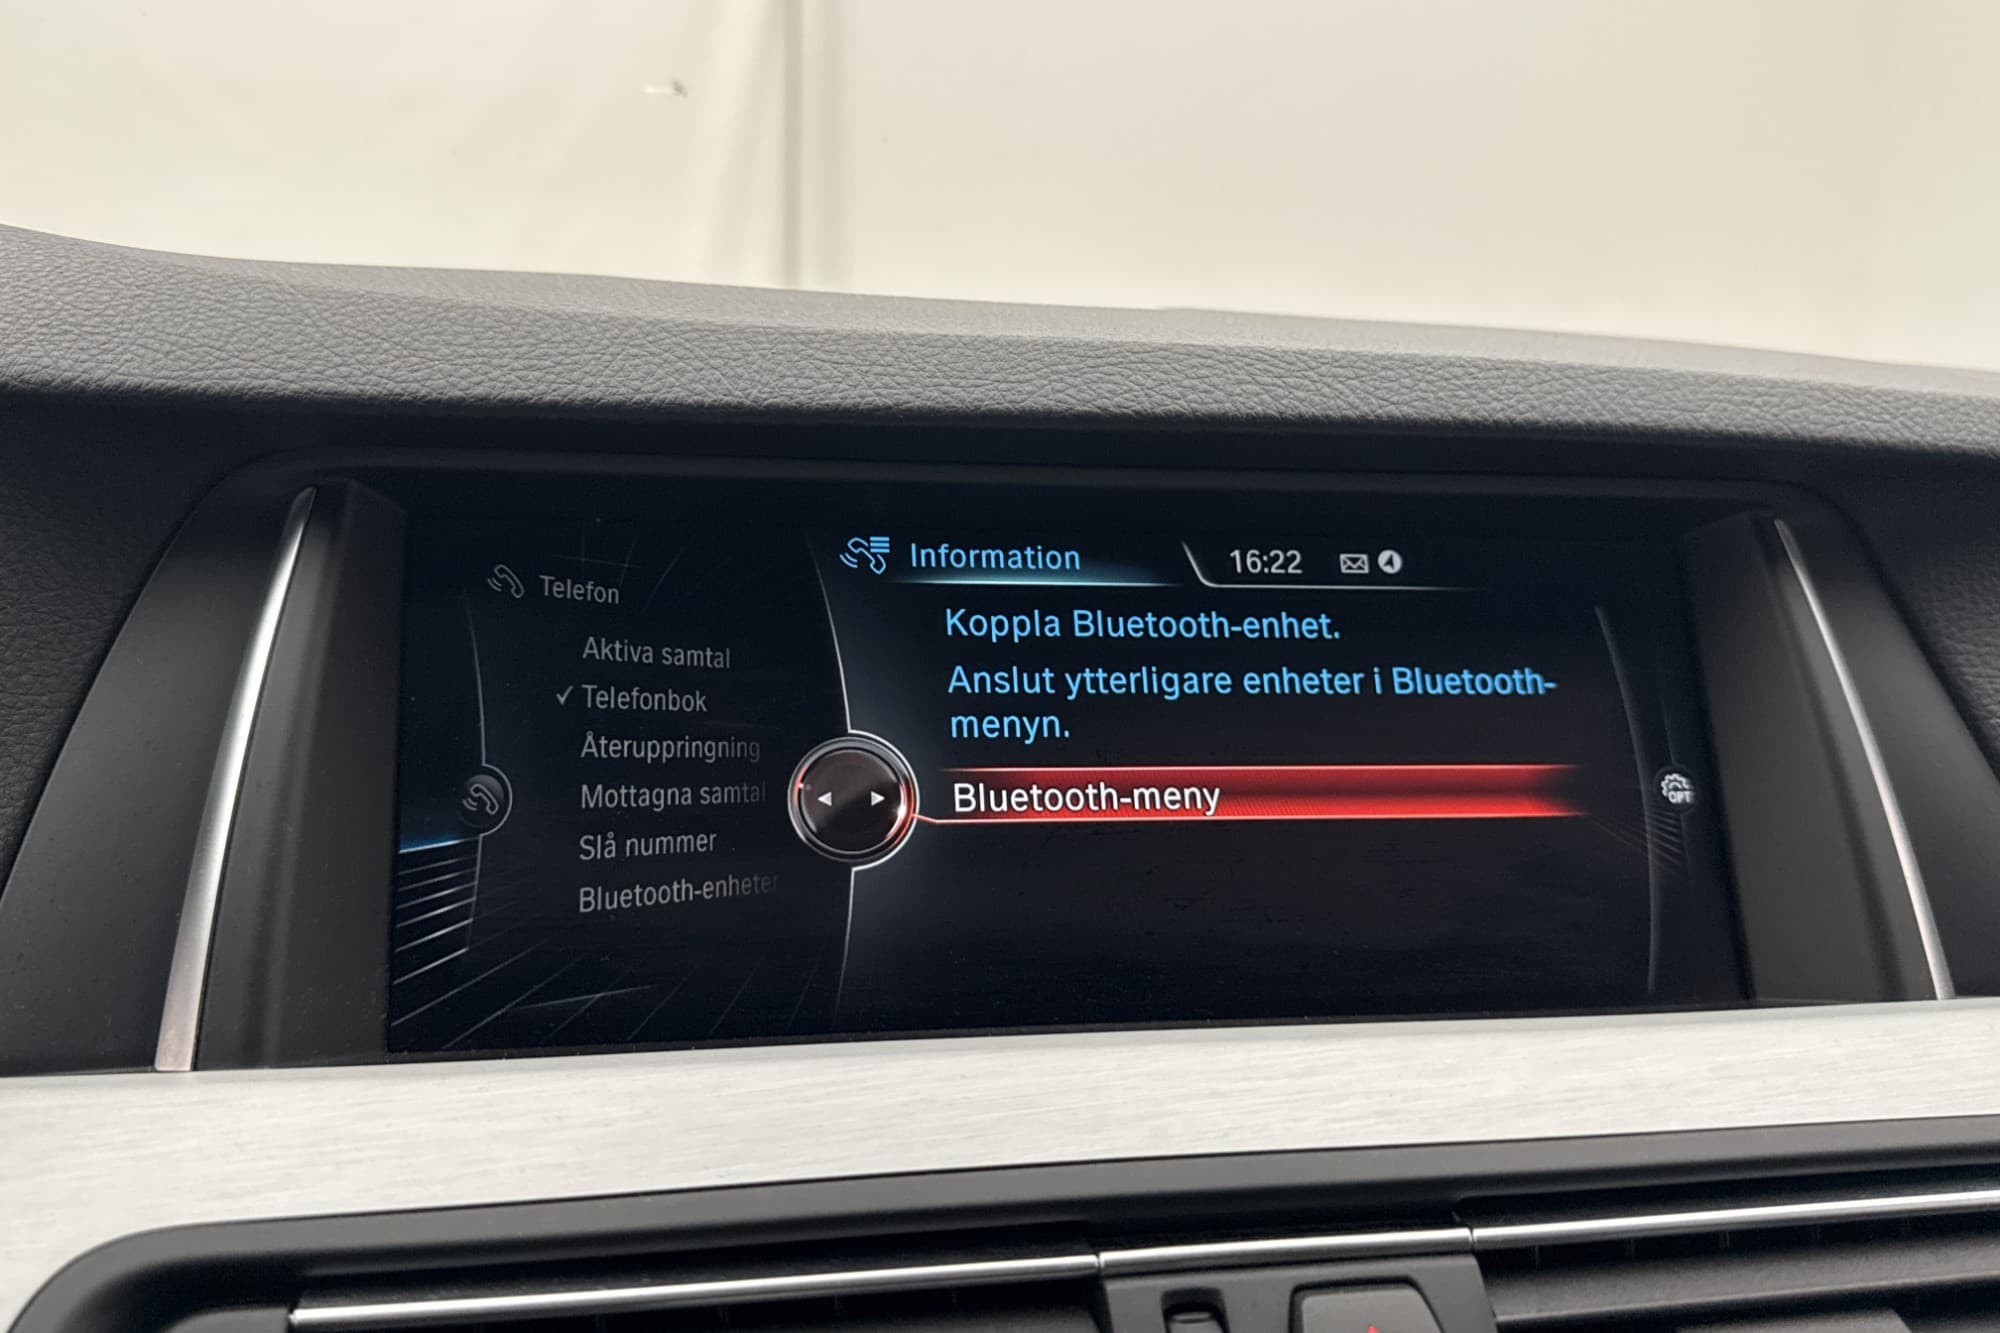 Telefon
Aktiva samtal
✓ Telefonbok
Återuppringning
Mottagna samtal
Slå nummer
Bluetooth-enheter
Information
16:22
Koppla Bluetooth-enhet.
Anslut ytterligare enheter i Bluetooth-
menyn.
Bluetooth-meny
OPT